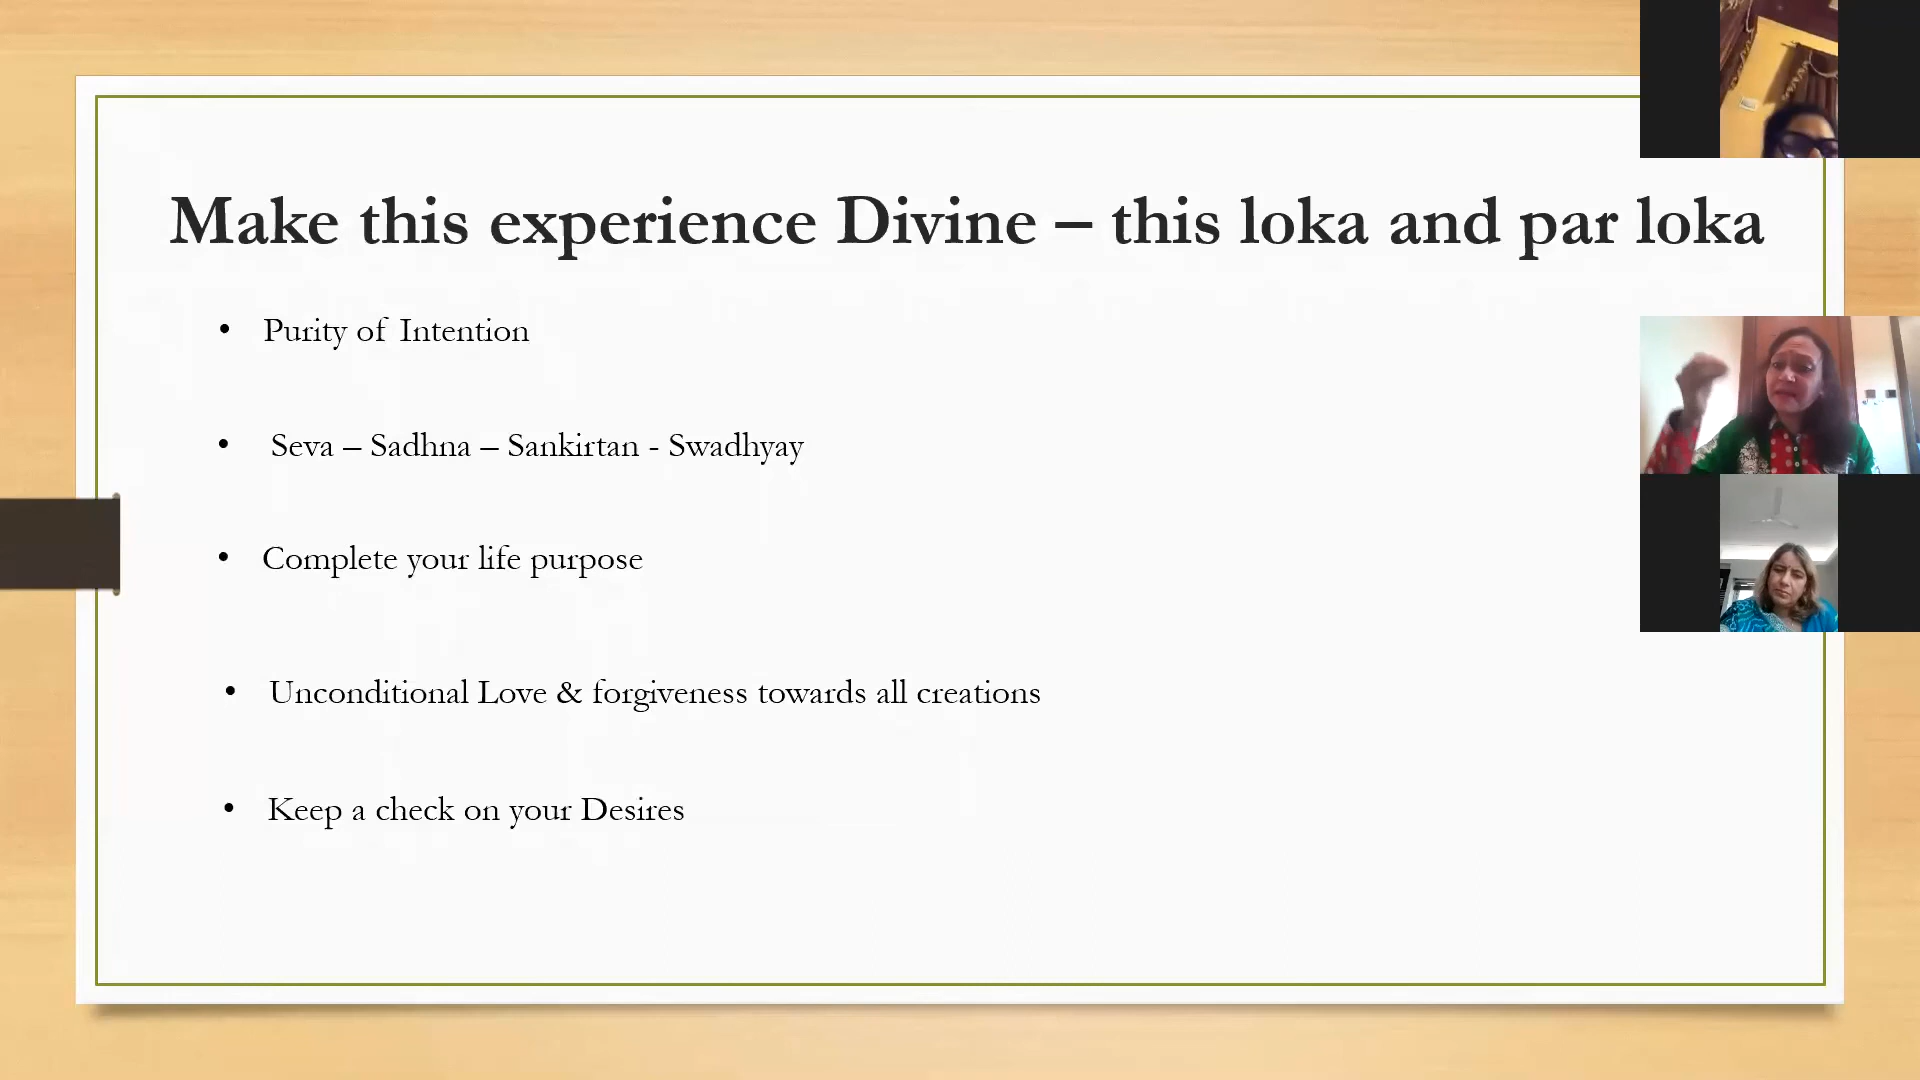 Make this experience Divine – this loka and par loka
• Purity of Intention
• Seva – Sadhna – Sankirtan - Swadhyay
• Complete your life purpose
• Unconditional Love & forgiveness towards all creations
• Keep a check on your Desires